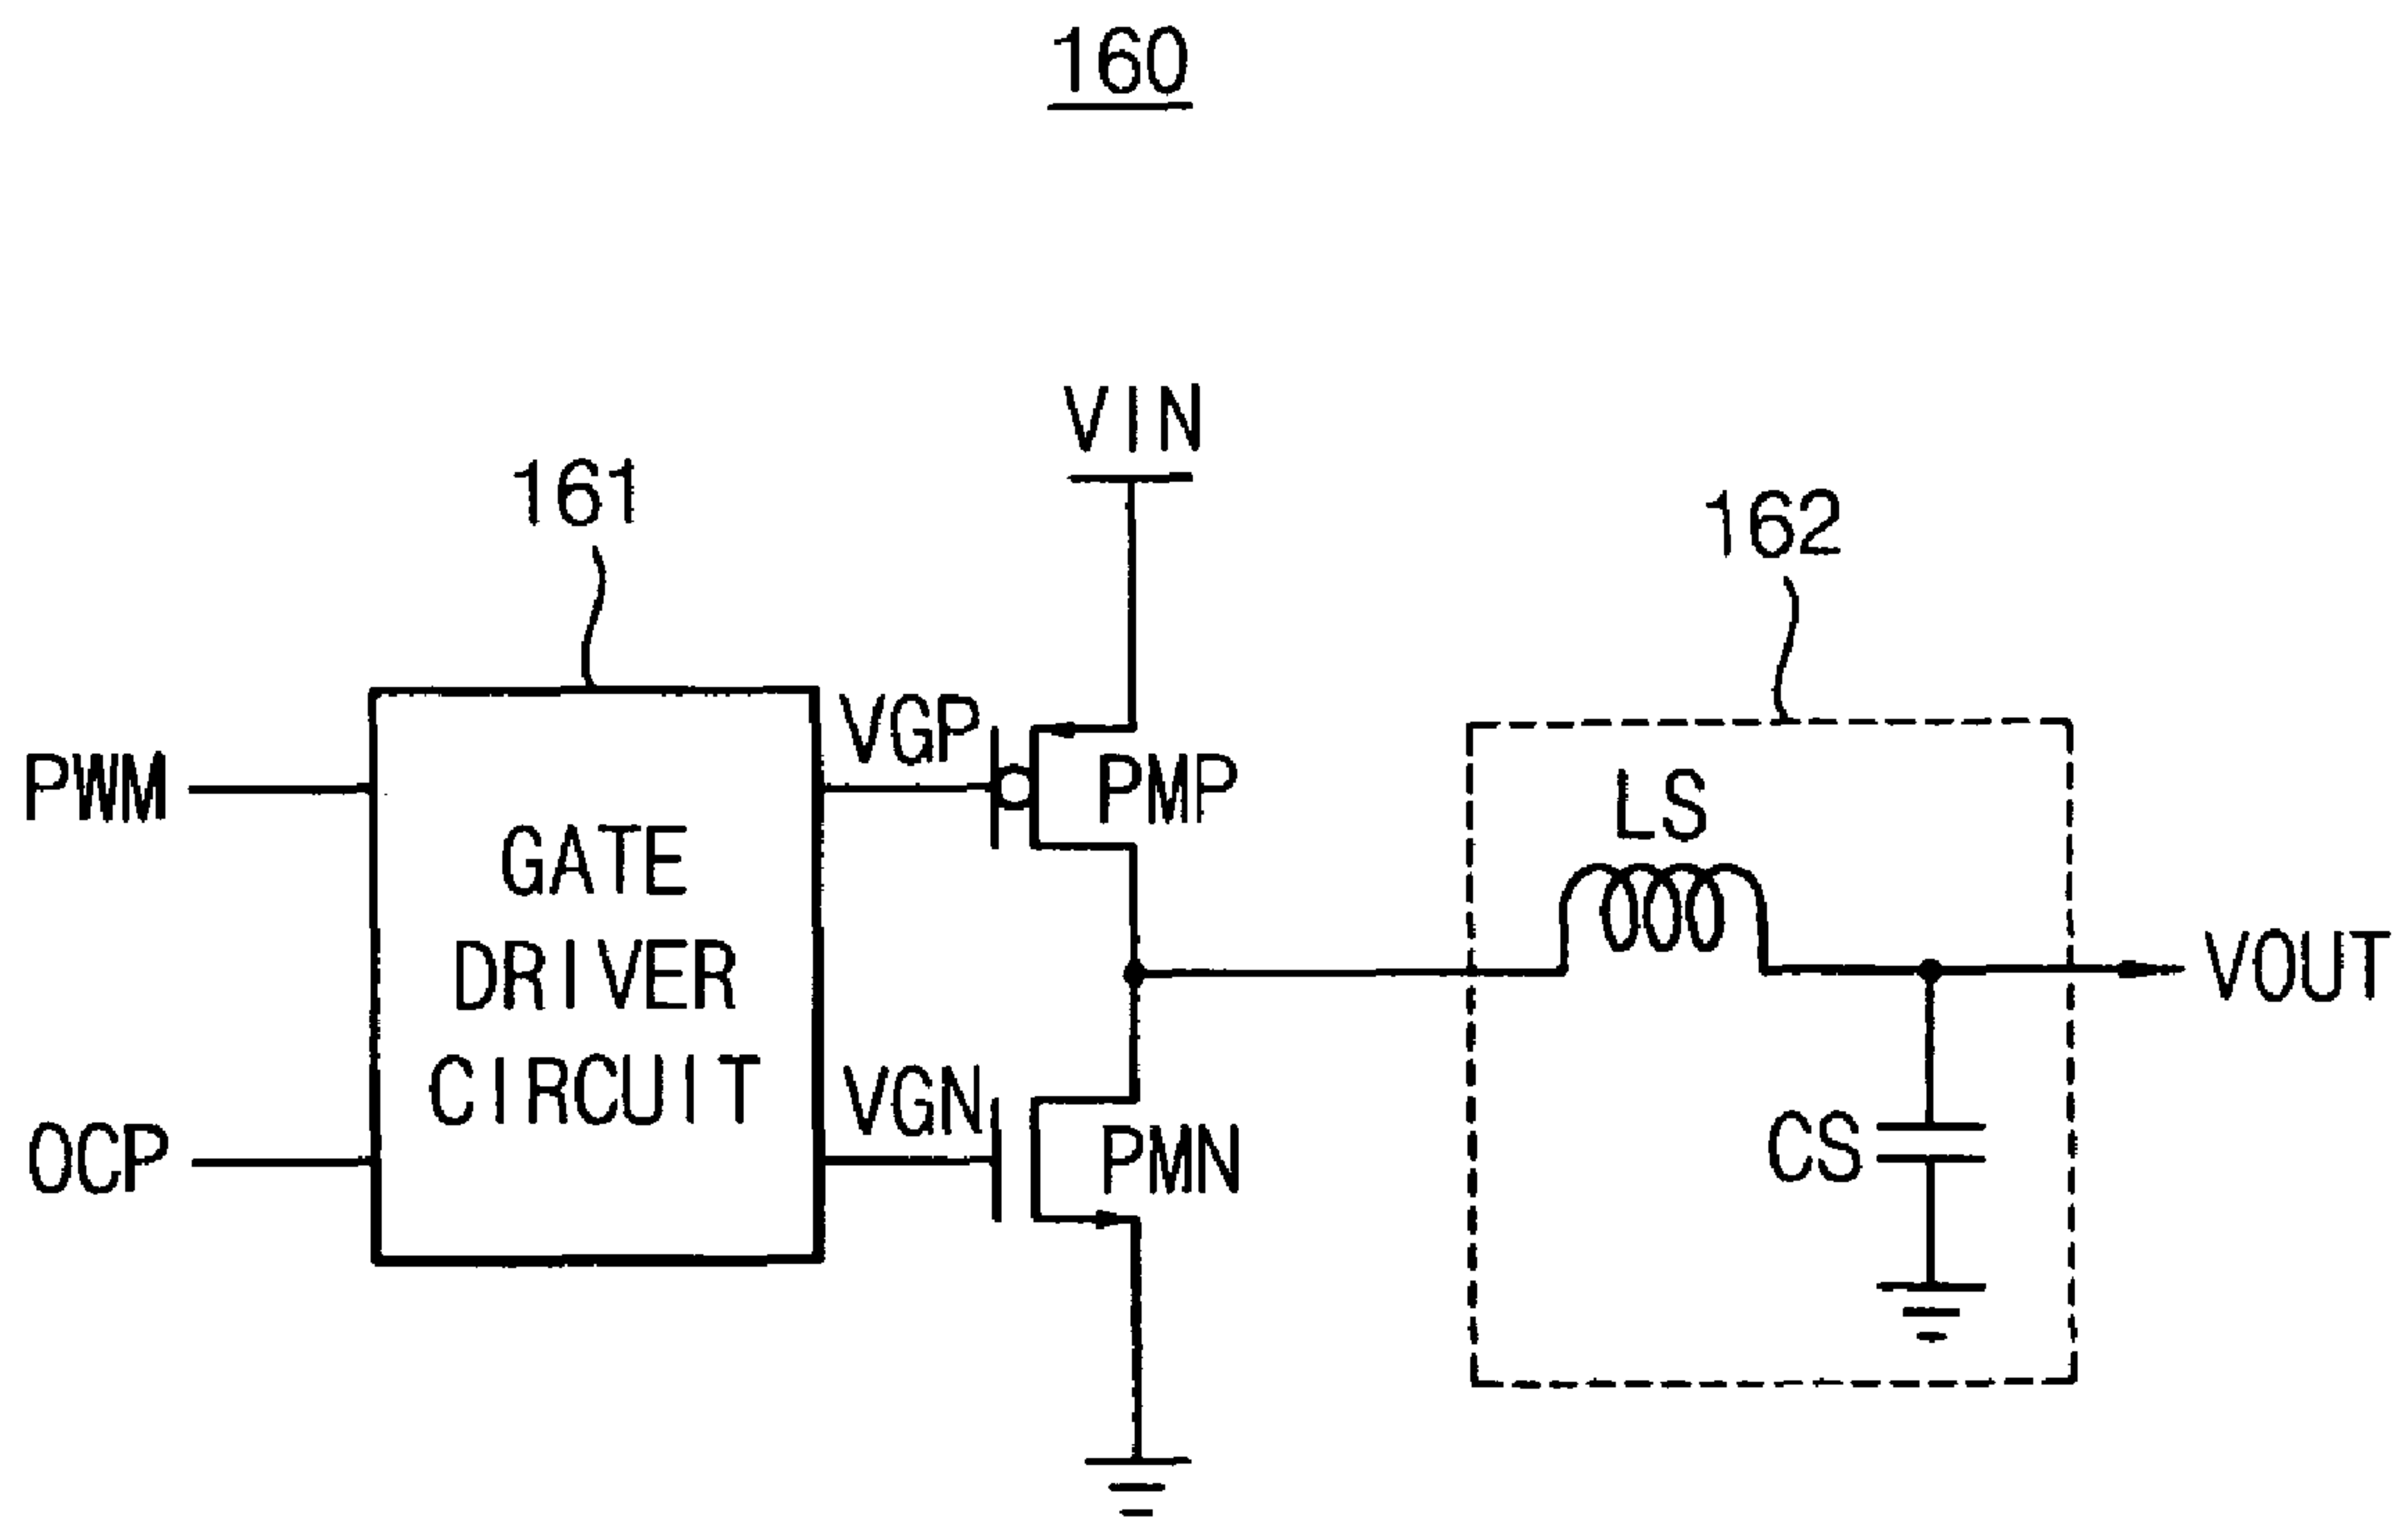 160
VIN
161
162
VGP
PWM
PMP
LS
GATE
DRIVER
CIRCUIT
VOUT
VGN
OCP
PMN
CS